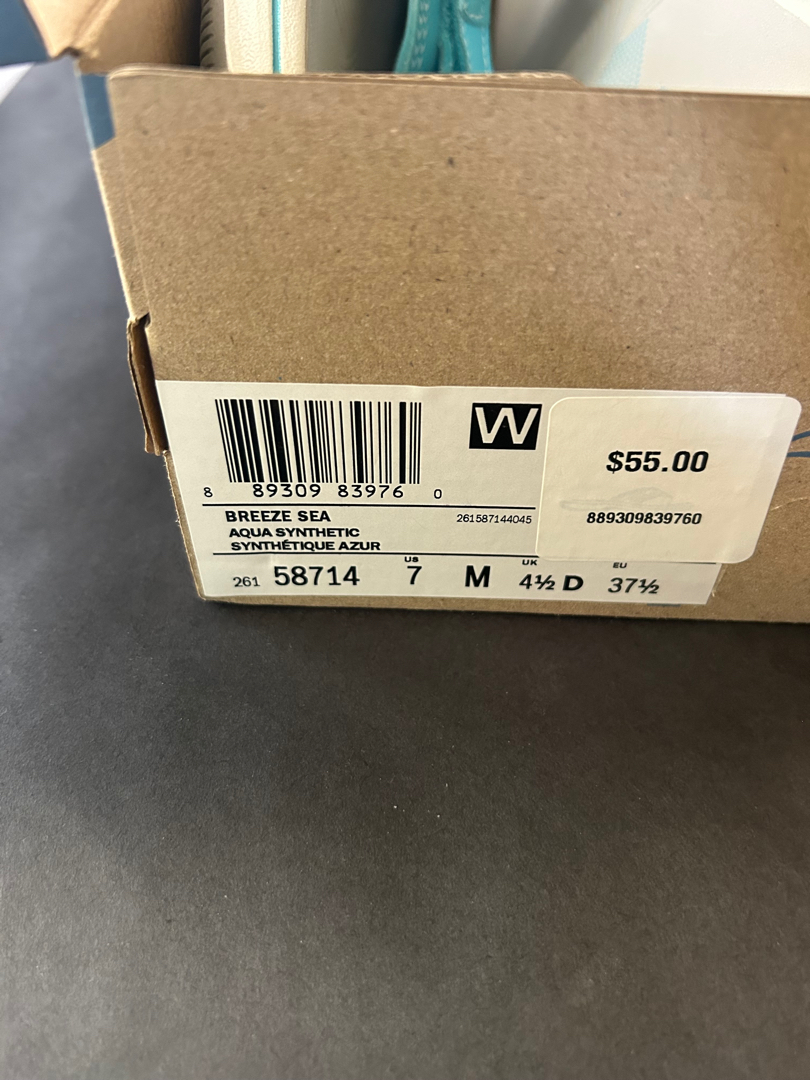 W
$55.00
889309839760
8 89309 83976 0
BREEZE SEA
261587144045
AQUA SYNTHETIC
SYNTHÉTIQUE AZUR
US
UK
EU
261 58714 7 M 4½ D 37½